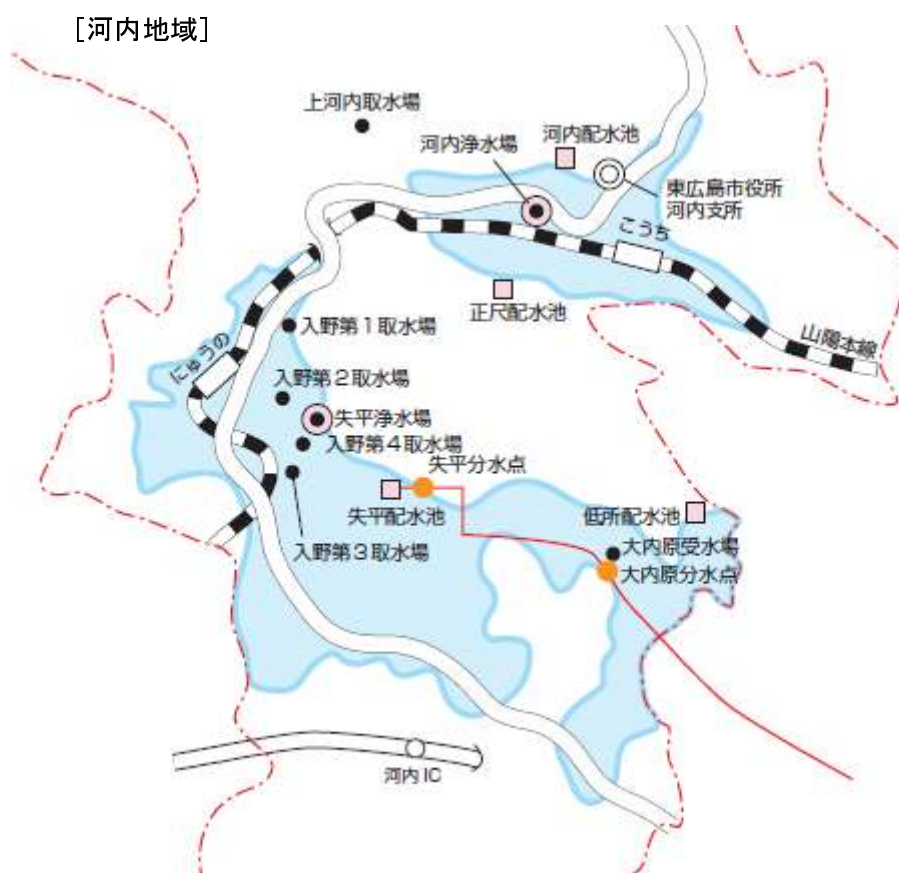 ［河内地域］
上河内取水場
河内配水池
河内浄水場
東広島市役所
河内支所
こうち
正尺配水池
山陽本線
入野第1取水場
にゅうの
入野第2取水場
失平浄水場
入野第4取水場
失平分水点
失平配水池
低所配水池
入野第3取水場
大内原受水場
大内原分水点
河内IC